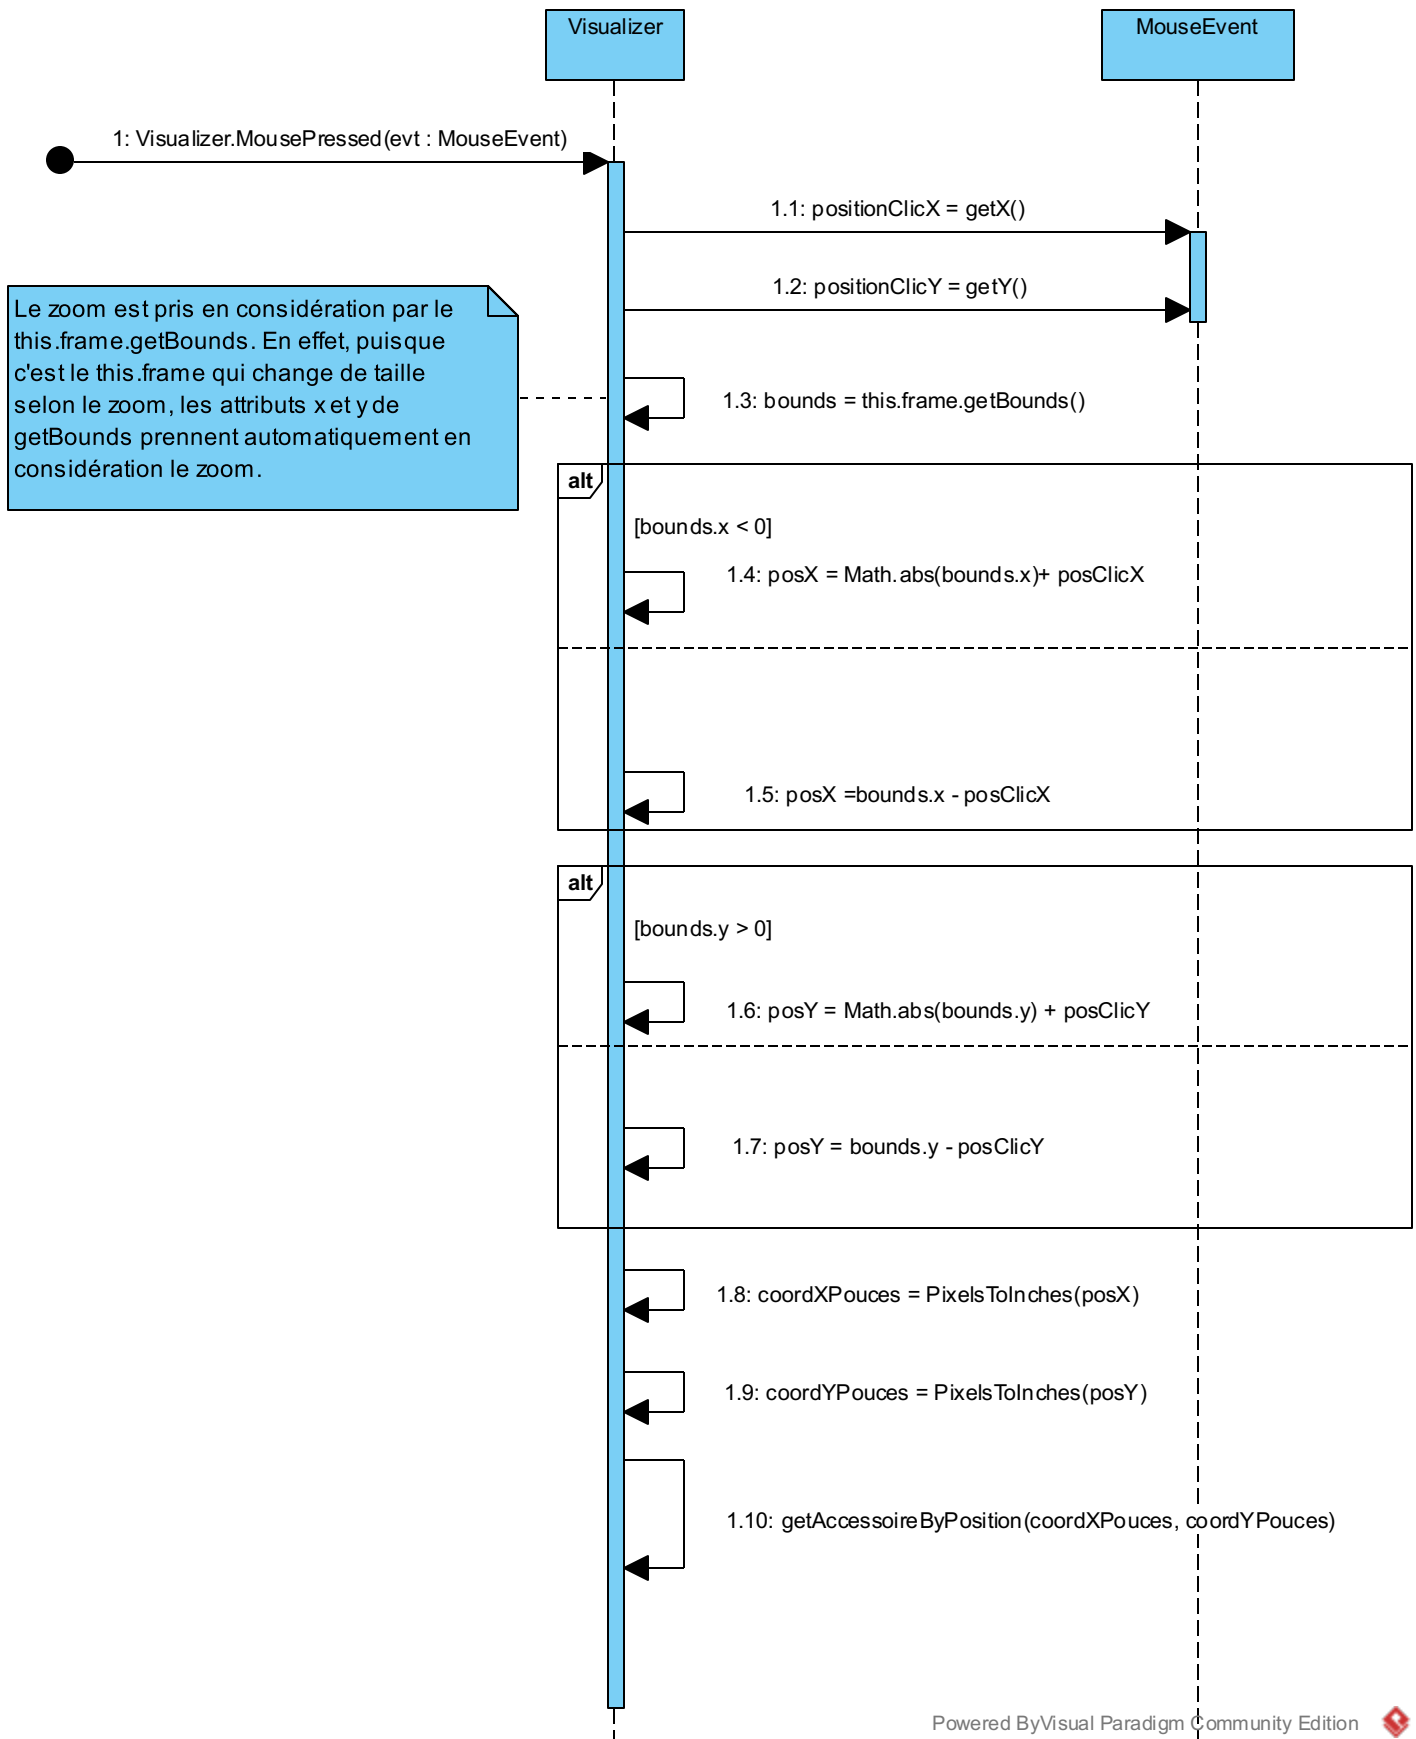 Visualizer
MouseEvent
1: Visualizer.MousePressed(evt : MouseEvent)
1.1: positionClicX = getX()
1.2: positionClicY = getY()
Le zoom est pris en considération par le
this.frame.getBounds. En effet, puisque
c'est le this.frame qui change de taille
selon le zoom, les attributs x et y de
getBounds prennent automatiquement en
considération le zoom.
1.3: bounds = this.frame.getBounds()
alt
[bounds.x < 0]
1.4: posX = Math.abs(bounds.x)+ posClicX
1.5: posX =bounds.x - posClicX
alt
[bounds.y > 0]
1.6: posY = Math.abs(bounds.y) + posClicY
1.7: posY = bounds.y - posClicY
1.8: coordXPouces = PixelsToInches(posX)
1.9: coordYPouces = PixelsToInches(posY)
1.10: getAccessoireByPosition(coordXPouces, coordYPouces)
Powered ByVisual Paradigm Community Edition